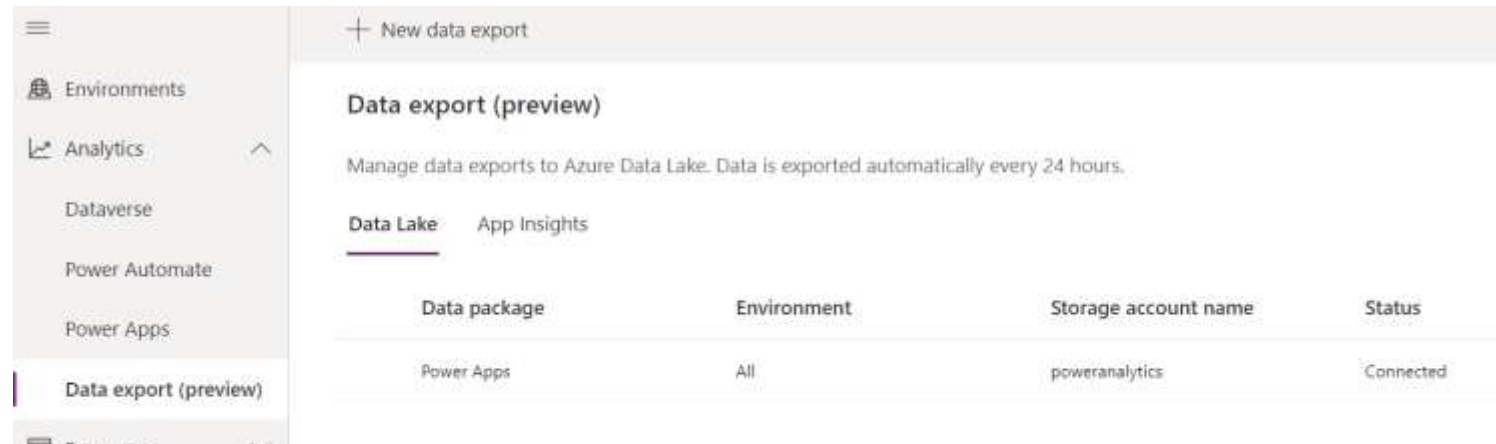 New data export
Environments
Analytics
Dataverse
Power Automate
Power Apps
Data export (preview)
Data export (preview)
Manage data exports to Azure Data Lake. Data is exported automatically every 24 hours.
Data Lake App Insights
Data package Environment Storage account name Status
Power Apps All poweranalytics Connected